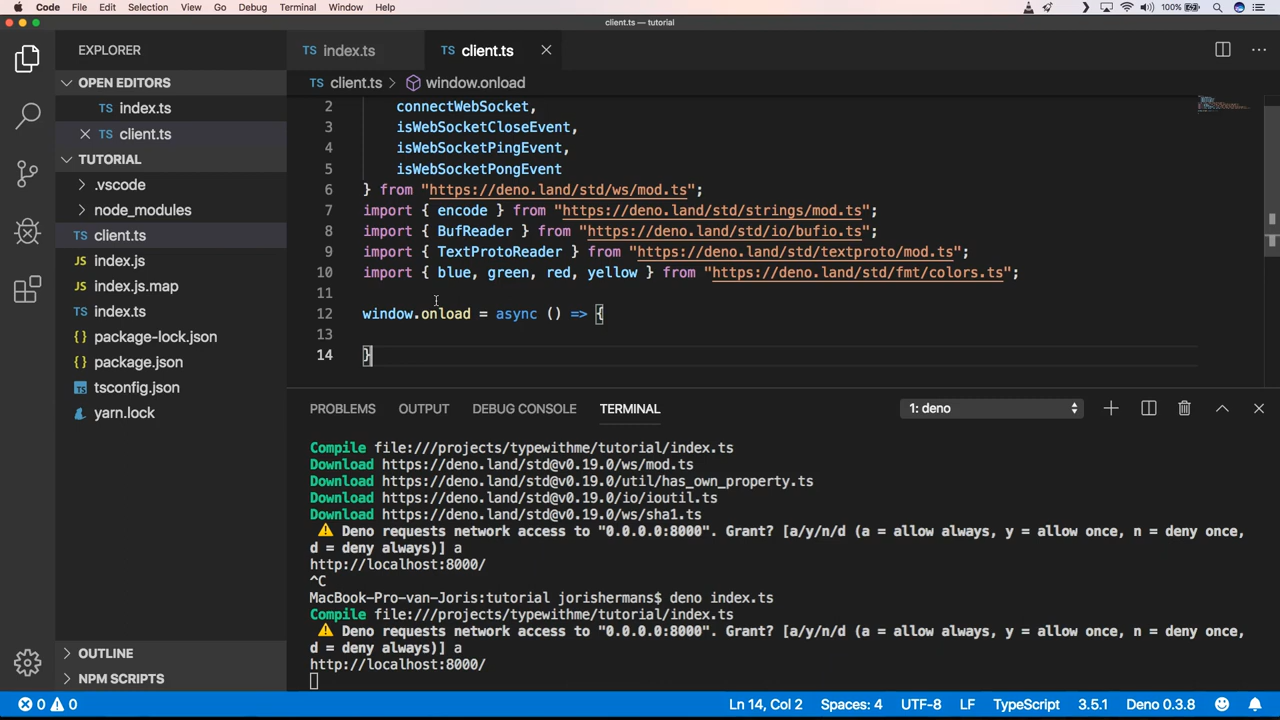 Code File Edit Selection View Go Debug Terminal Window Help 100%
client.ts — tutorial
EXPLORER
TS index.ts
TS client.ts
OPEN EDITORS
TS index.ts
TS client.ts
TUTORIAL
.vscode
node_modules
TS client.ts
JS index.js
index.js.map
TS index.ts
{} package-lock.json
{} package.json
tsconfig.json
yarn.lock
OUTLINE
NPM SCRIPTS
TS client.ts > window.onload
2 connectWebSocket,
3 isWebSocketCloseEvent,
4 isWebSocketPingEvent,
5 isWebSocketPongEvent
6 } from "https://deno.land/std/ws/mod.ts";
7 import { encode } from "https://deno.land/std/strings/mod.ts";
8 import { BufReader } from "https://deno.land/std/io/bufio.ts";
9 import { TextProtoReader } from "https://deno.land/std/textproto/mod.ts";
10 import { blue, green, red, yellow } from "https://deno.land/std/fmt/colors.ts";
11
12 window.onload = async () => {
13
14 }
PROBLEMS OUTPUT DEBUG CONSOLE TERMINAL 1: deno
Compile file:///projects/typewithme/tutorial/index.ts
Download https://deno.land/std@v0.19.0/ws/mod.ts
Download https://deno.land/std@v0.19.0/util/has_own_property.ts
Download https://deno.land/std@v0.19.0/io/ioutil.ts
Download https://deno.land/std@v0.19.0/ws/sha1.ts
⚠️ Deno requests network access to "0.0.0.0:8000". Grant? [a/y/n/d (a = allow always, y = allow once, n = deny once,
d = deny always)] a
http://localhost:8000/
^C
MacBook-Pro-van-Joris:tutorial jorishermans$ deno index.ts
Compile file:///projects/typewithme/tutorial/index.ts
⚠️ Deno requests network access to "0.0.0.0:8000". Grant? [a/y/n/d (a = allow always, y = allow once, n = deny once,
d = deny always)] a
http://localhost:8000/
0 0 Ln 14, Col 2 Spaces: 4 UTF-8 LF TypeScript 3.5.1 Deno 0.3.8